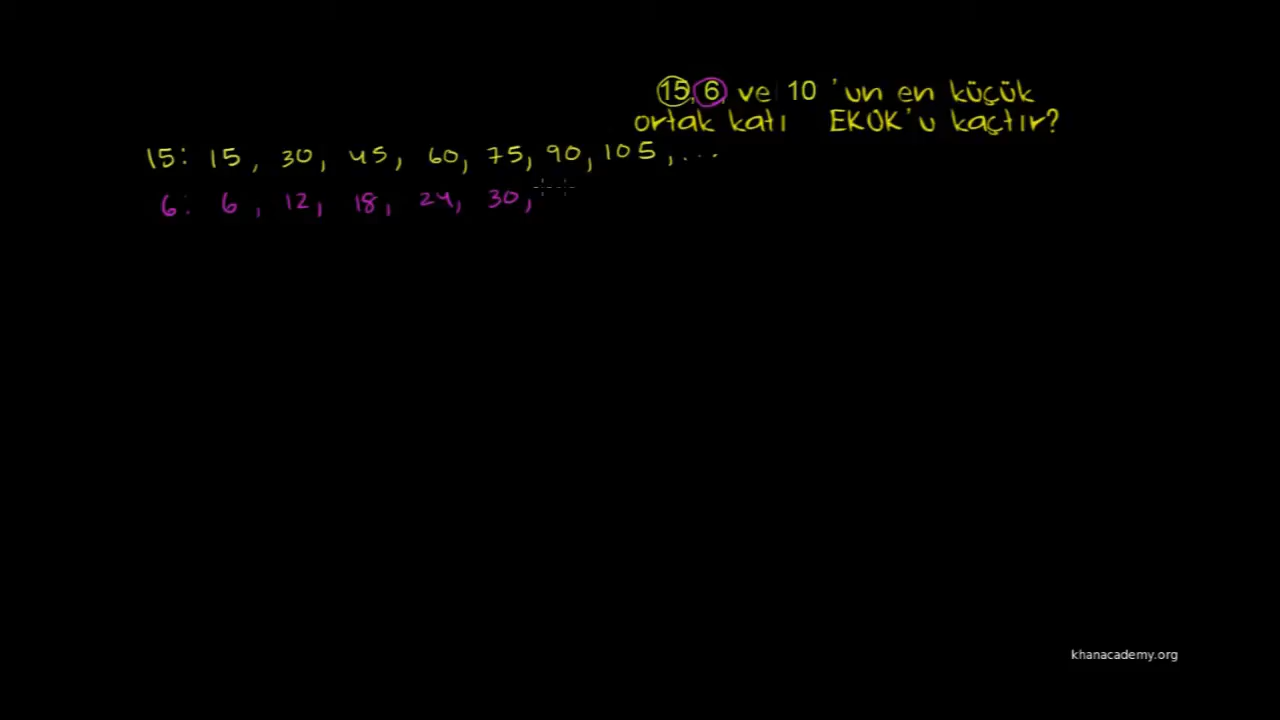 15, 6, ve 10 'un en küçük
ortak katı EKOK'u kaçtır?
15: 15, 30, 45, 60, 75, 90, 105, ...
6: 6, 12, 18, 24, 30,
khanacademy.org